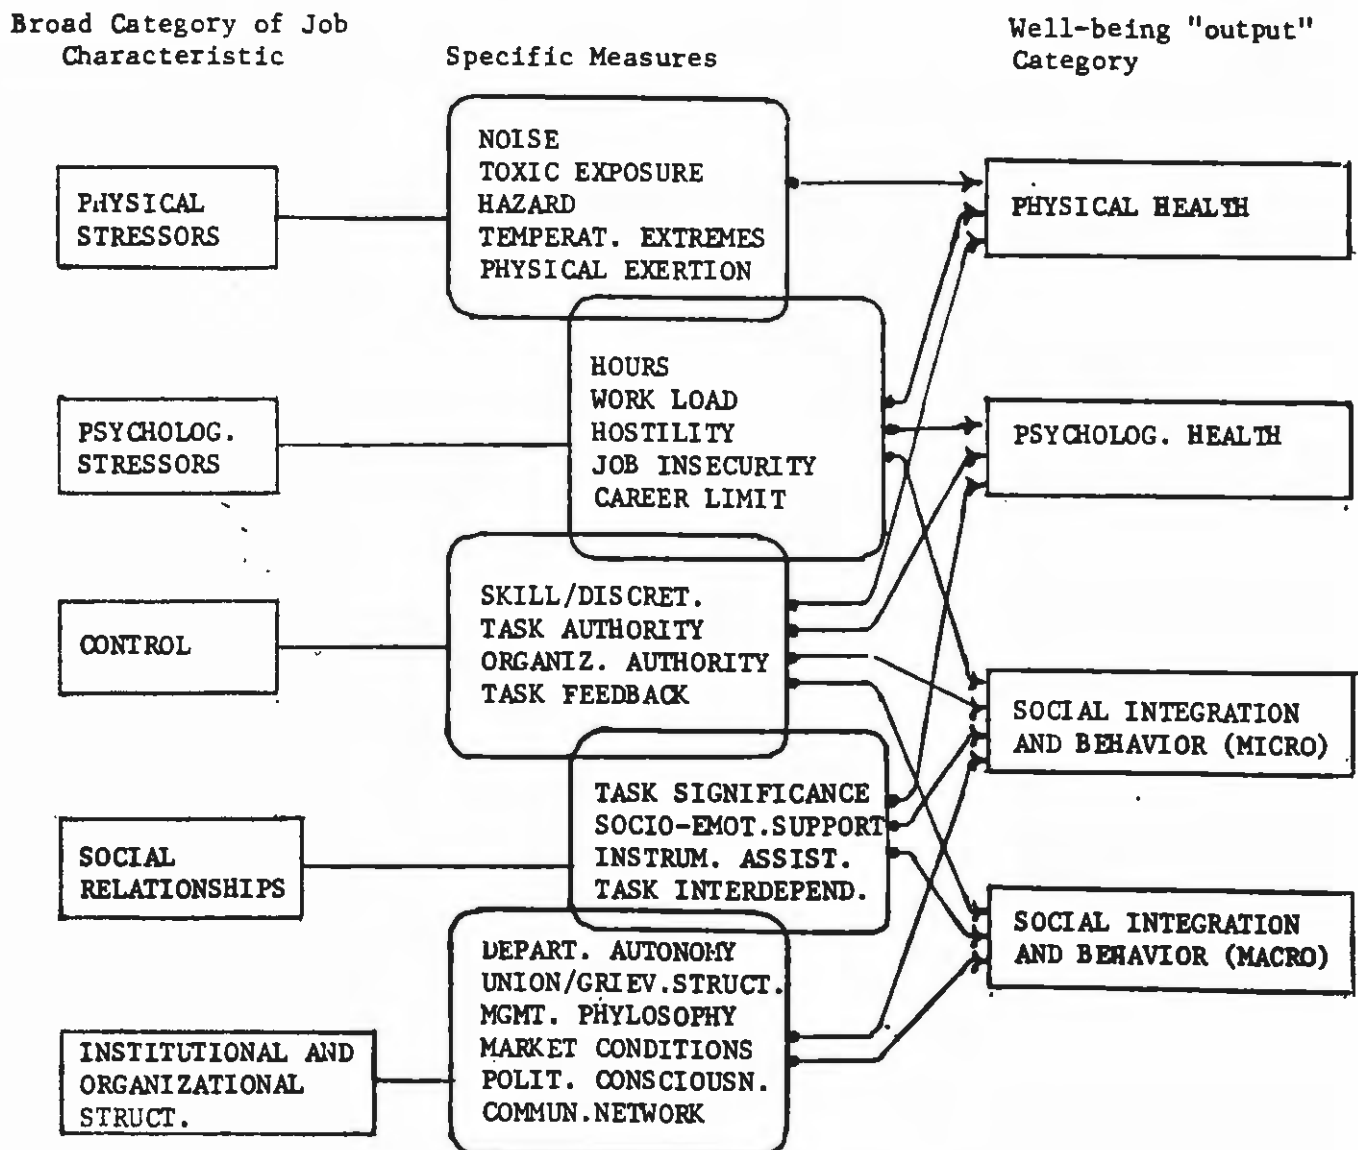 Broad Category of Job
Characteristic
Specific Measures
Well-being "output"
Category
PHYSICAL
STRESSORS
NOISE
TOXIC EXPOSURE
HAZARD
TEMPERAT. EXTREMES
PHYSICAL EXERTION
PHYSICAL HEALTH
PSYCHOLOG.
STRESSORS
HOURS
WORK LOAD
HOSTILITY
JOB INSECURITY
CAREER LIMIT
PSYCHOLOG. HEALTH
CONTROL
SKILL/DISCRET.
TASK AUTHORITY
ORGANIZ. AUTHORITY
TASK FEEDBACK
SOCIAL INTEGRATION
AND BEHAVIOR (MICRO)
SOCIAL
RELATIONSHIPS
TASK SIGNIFICANCE
SOCIO-EMOT.SUPPORT
INSTRUM. ASSIST.
TASK INTERDEPEND.
SOCIAL INTEGRATION
AND BEHAVIOR (MACRO)
INSTITUTIONAL AND
ORGANIZATIONAL
STRUCT.
DEPART. AUTONOMY
UNION/GRIEV.STRUCT.
MGMT. PHYLOSOPHY
MARKET CONDITIONS
POLIT. CONSCIOUSN.
COMMUN.NETWORK